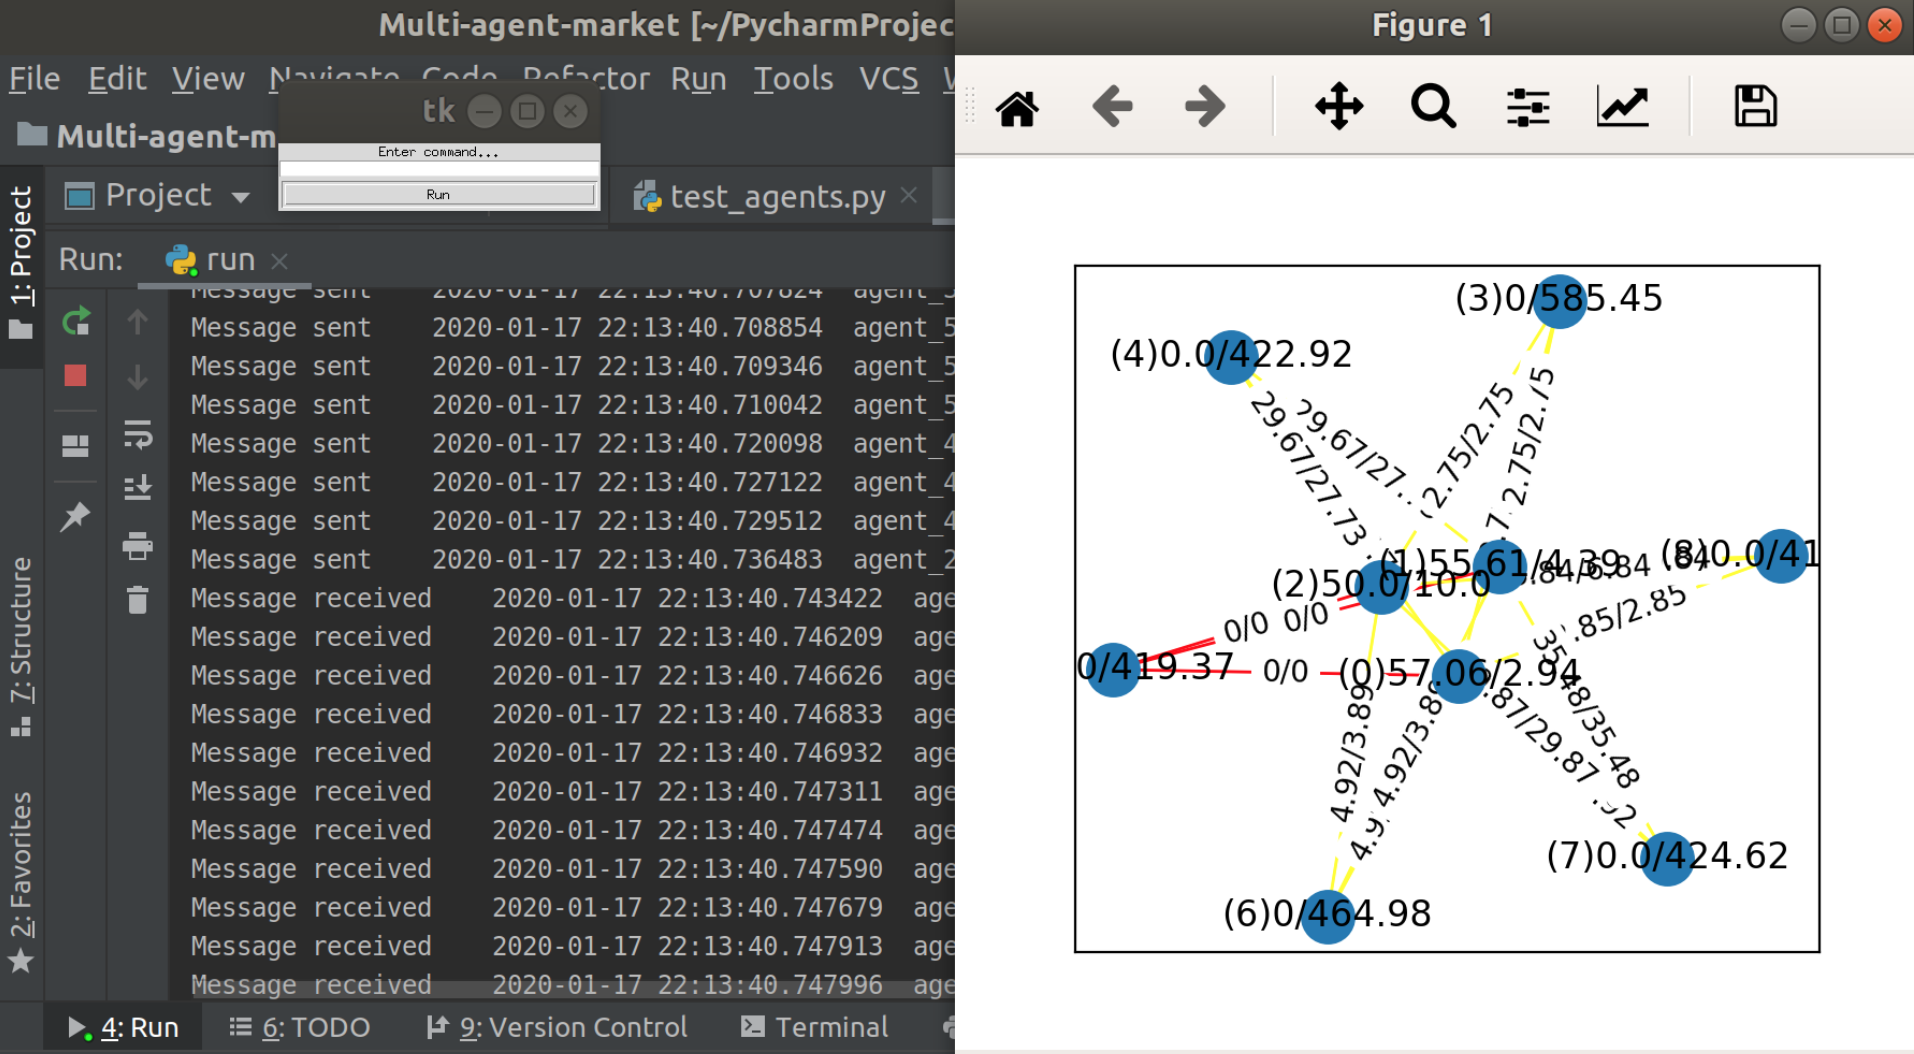 Multi-agent-market [~/PycharmProjec
File Edit View Navigate Code Refactor Run Tools VCS
tk
Multi-agent-m
Enter command...
Run
Project
test_agents.py
1: Project
7: Structure
2: Favorites
Run: run
Message sent 2020-01-17 22:13:40.707824
Message sent 2020-01-17 22:13:40.708854 agent_5
Message sent 2020-01-17 22:13:40.709346 agent_5
Message sent 2020-01-17 22:13:40.710042 agent_5
Message sent 2020-01-17 22:13:40.720098 agent_4
Message sent 2020-01-17 22:13:40.727122 agent_4
Message sent 2020-01-17 22:13:40.729512 agent_4
Message sent 2020-01-17 22:13:40.736483 agent_2
Message received 2020-01-17 22:13:40.743422 age
Message received 2020-01-17 22:13:40.746209 age
Message received 2020-01-17 22:13:40.746626 age
Message received 2020-01-17 22:13:40.746833 age
Message received 2020-01-17 22:13:40.746932 age
Message received 2020-01-17 22:13:40.747311 age
Message received 2020-01-17 22:13:40.747474 age
Message received 2020-01-17 22:13:40.747590 age
Message received 2020-01-17 22:13:40.747679 age
Message received 2020-01-17 22:13:40.747913 age
Message received 2020-01-17 22:13:40.747996 age
4: Run 6: TODO 9: Version Control Terminal
Figure 1
(3)0/585.45
(4)0.0/422.92
29.67/27.73
29.67/27.
2.75/2.75
2.75/2.75
(1)55.61/4.39
(8)0.0/41
(2)50.0/10.0
.84/6.84
.84
0/0
0/0
.85/2.85
0/419.37
0/0
(0)57.06/2.94
35.48/35.48
.87/29.87
4.92/3.89
4.92/3.89
4.9
(7)0.0/424.62
(6)0/464.98